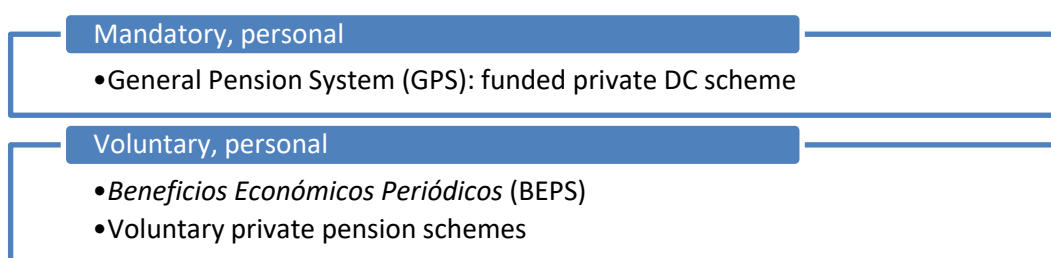 Mandatory, personal
•General Pension System (GPS): funded private DC scheme
Voluntary, personal
•Beneficios Económicos Periódicos (BEPS)
•Voluntary private pension schemes